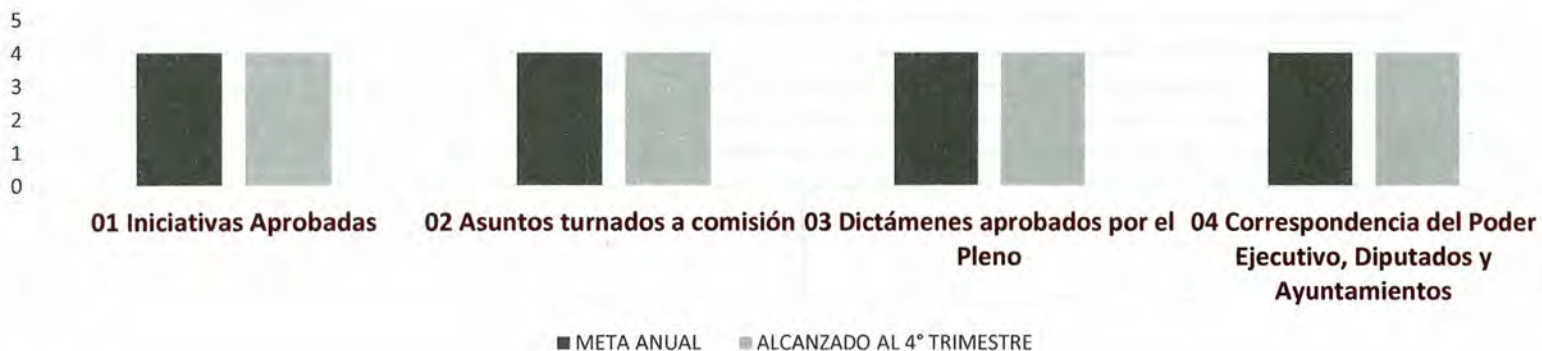 5
4
3
2
1
0
01 Iniciativas Aprobadas
02 Asuntos turnados a comisión
03 Dictámenes aprobados por el
Pleno
04 Correspondencia del Poder
Ejecutivo, Diputados y
Ayuntamientos
META ANUAL
ALCANZADO AL 4° TRIMESTRE